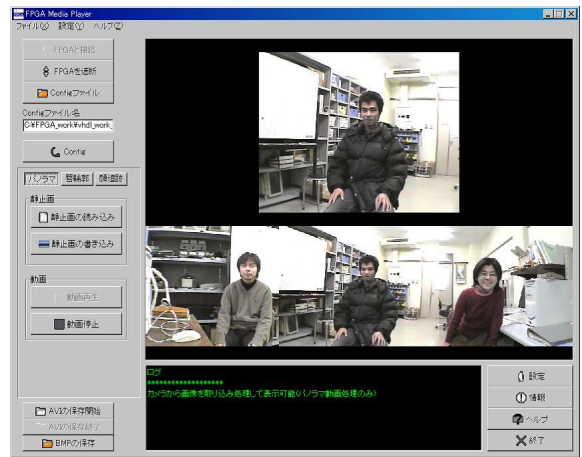 FPGA Media Player
ファイル(X) 設定(Y) ヘルプ(Z)
FPGAと接続
FPGAを遮断
Configファイル
Configファイル名
C:¥FPGA_work¥vhdl_work_
Config
パノラマ 唇輪郭 顔追跡
静止画
静止画の読み込み
静止画の書き込み
動画
動画再生
動画停止
AVIの保存開始
AVIの保存終了
BMPの保存
ログ
*******************
カメラから画像を取り込み処理して表示可能(パノラマ動画処理のみ)
設定
情報
ヘルプ
終了